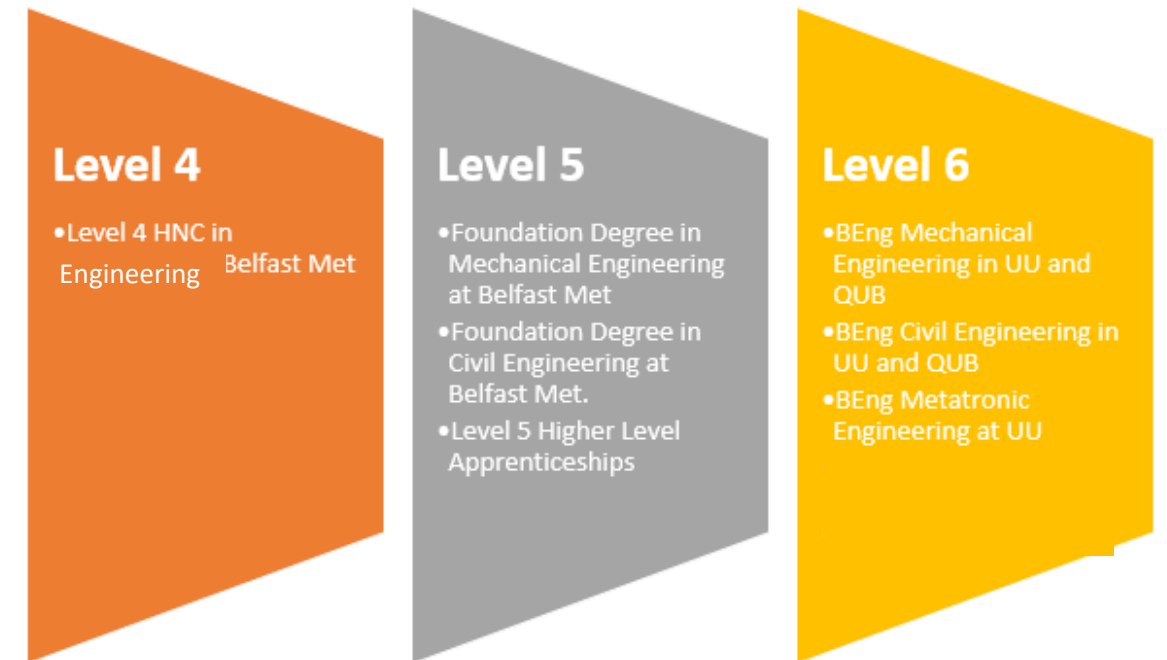 Level 4
•Level 4 HNC in
Engineering Belfast Met
Level 5
•Foundation Degree in
Mechanical Engineering
at Belfast Met
•Foundation Degree in
Civil Engineering at
Belfast Met.
•Level 5 Higher Level
Apprenticeships
Level 6
•BEng Mechanical
Engineering in UU and
QUB
•BEng Civil Engineering in
UU and QUB
•BEng Metatronic
Engineering at UU